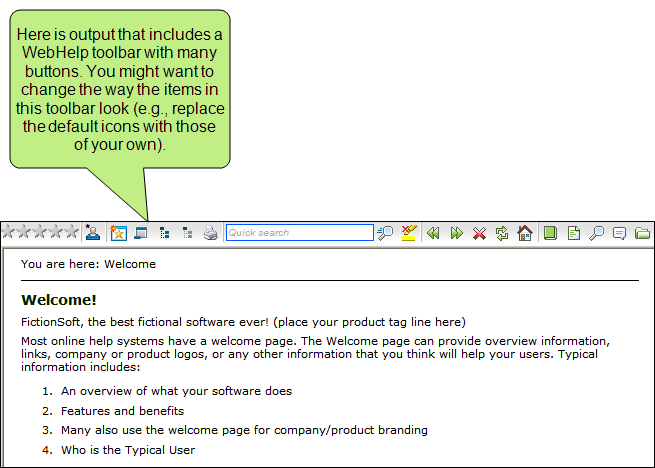 Here is output that includes a
WebHelp toolbar with many
buttons. You might want to
change the way the items in
this toolbar look (e.g., replace
the default icons with those
of your own).
Quick search
You are here: Welcome
Welcome!
FictionSoft, the best fictional software ever! (place your product tag line here)
Most online help systems have a welcome page. The Welcome page can provide overview information,
links, company or product logos, or any other information that you think will help your users. Typical
information includes:
1. An overview of what your software does
2. Features and benefits
3. Many also use the welcome page for company/product branding
4. Who is the Typical User